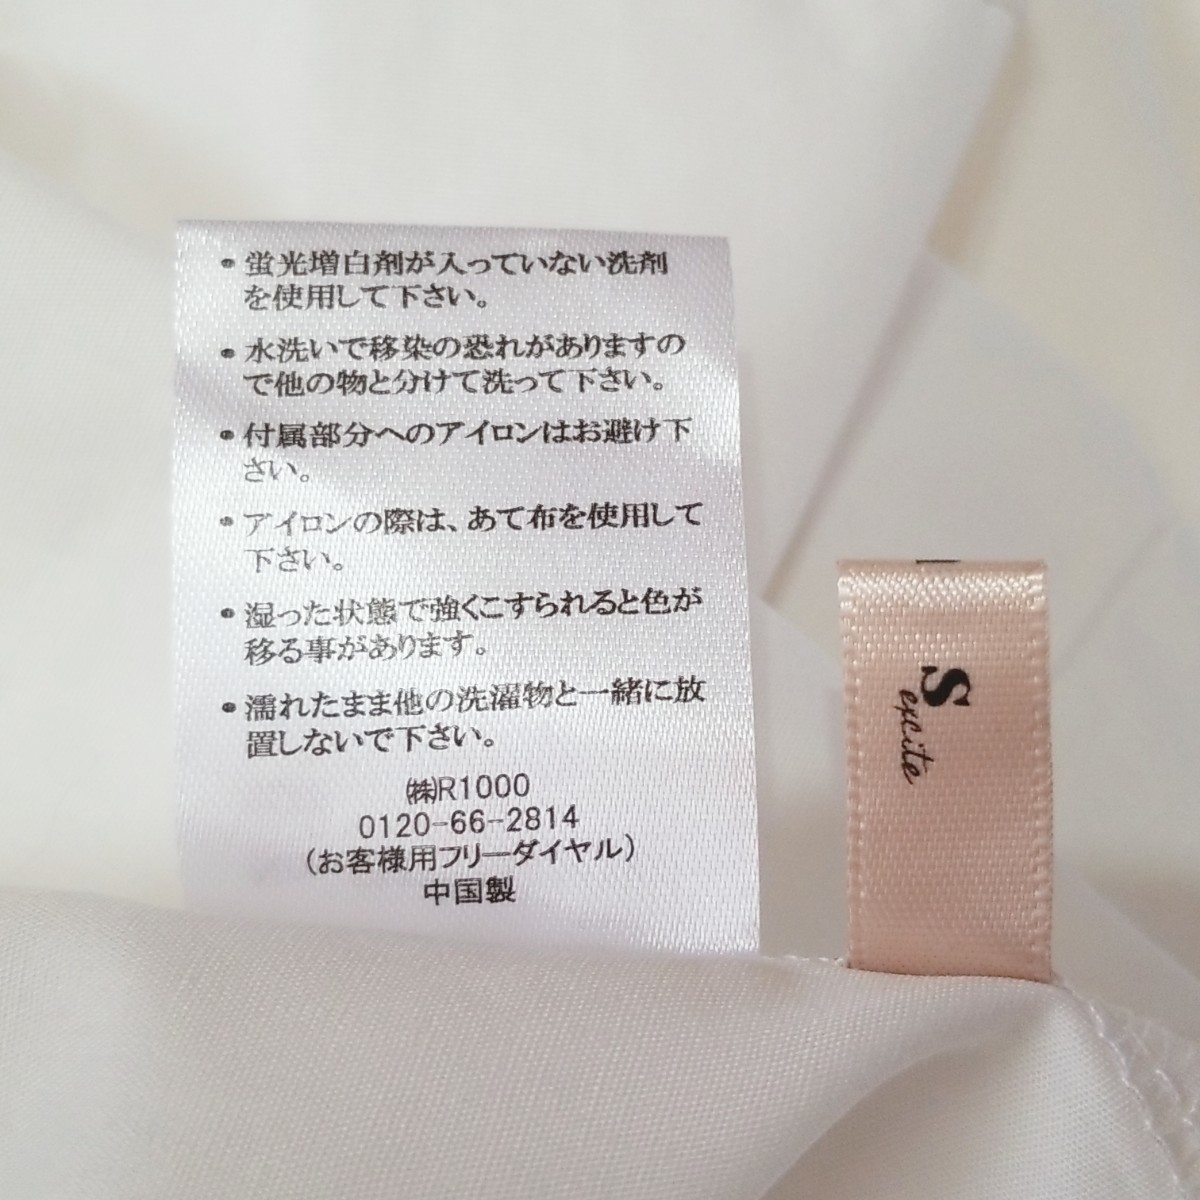 ・蛍光増白剤が入っていない洗剤
を使用して下さい。
・水洗いで移染の恐れがありますの
で他の物と分けて洗って下さい。
・付属部分へのアイロンはお避け下
さい。
・アイロンの際は、あて布を使用して
下さい。
・湿った状態で強くこすられると色が
移る事があります。
・濡れたまま他の洗濯物と一緒に放
置しないで下さい。
㈱R1000
0120-66-2814
(お客様用フリーダイヤル)
中国製
S
excite